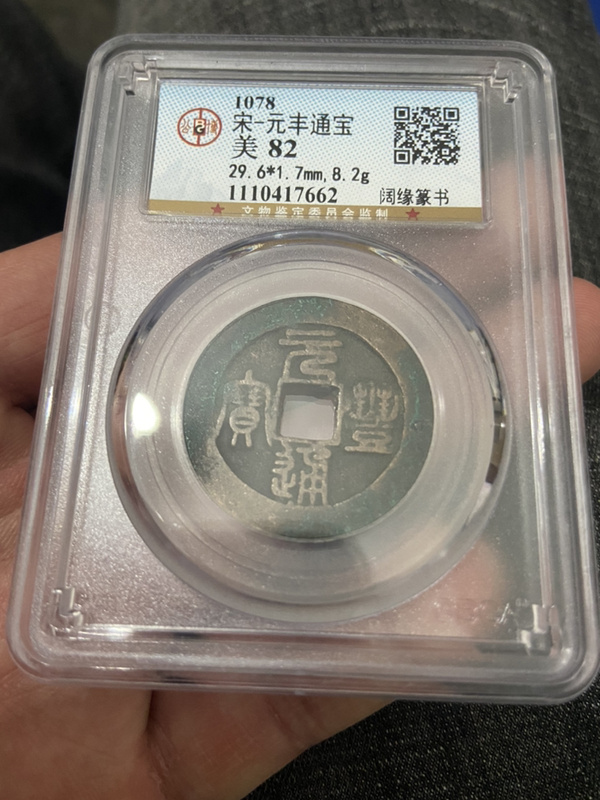 1078
宋-元丰通宝
美 82
29.6*1.7mm,8.2g
1110417662 阔缘篆书
文物鉴定委员会监制
元豐通寶